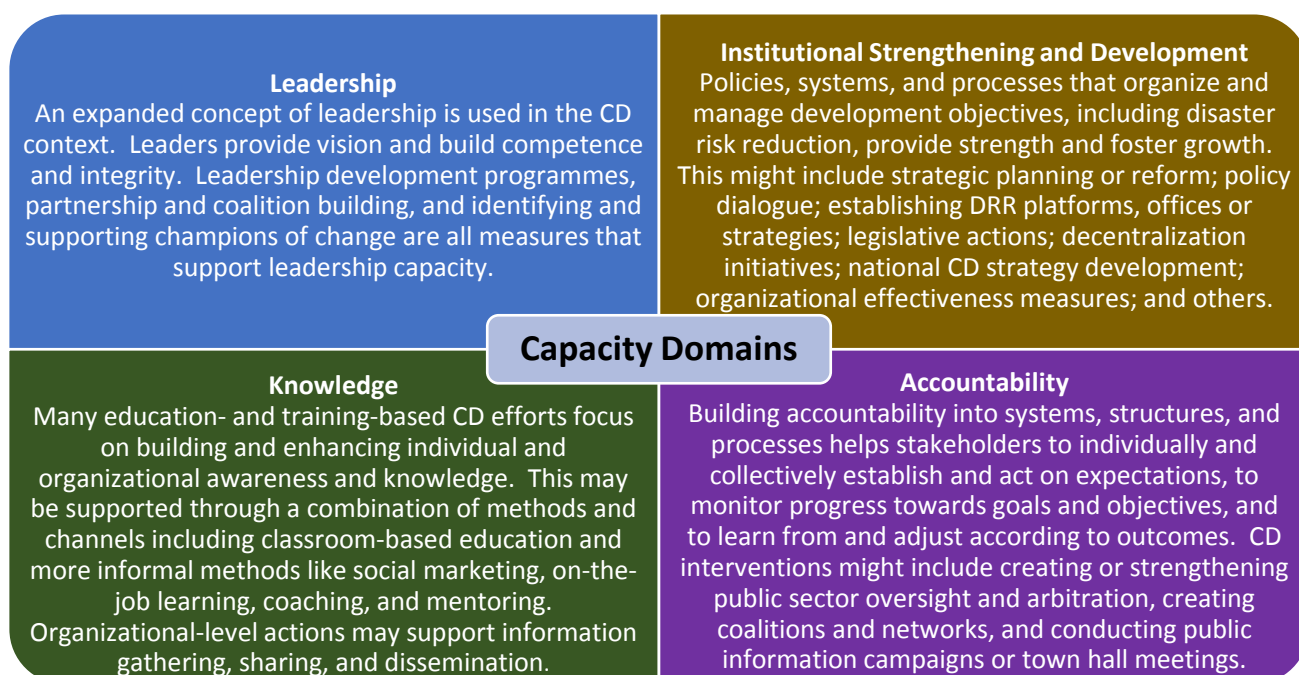 Leadership
An expanded concept of leadership is used in the CD
context.  Leaders provide vision and build competence
and integrity.  Leadership development programmes,
partnership and coalition building, and identifying and
supporting champions of change are all measures that
support leadership capacity.
Institutional Strengthening and Development
Policies, systems, and processes that organize and
manage development objectives, including disaster
risk reduction, provide strength and foster growth.
This might include strategic planning or reform; policy
dialogue; establishing DRR platforms, offices or
strategies; legislative actions; decentralization
initiatives; national CD strategy development;
organizational effectiveness measures; and others.
Capacity Domains
Knowledge
Many education- and training-based CD efforts focus
on building and enhancing individual and
organizational awareness and knowledge.  This may
be supported through a combination of methods and
channels including classroom-based education and
more informal methods like social marketing, on-the-
job learning, coaching, and mentoring.
Organizational-level actions may support information
gathering, sharing, and dissemination.
Accountability
Building accountability into systems, structures, and
processes helps stakeholders to individually and
collectively establish and act on expectations, to
monitor progress towards goals and objectives, and
to learn from and adjust according to outcomes.  CD
interventions might include creating or strengthening
public sector oversight and arbitration, creating
coalitions and networks, and conducting public
information campaigns or town hall meetings.